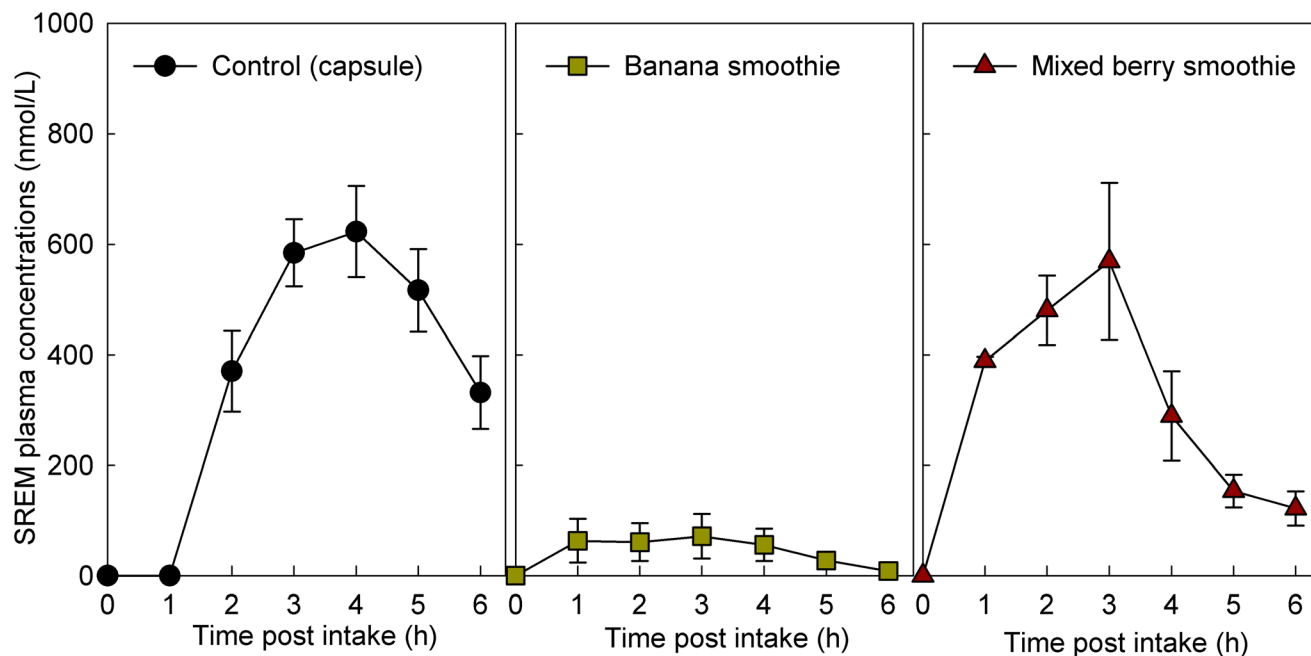 SREM plasma concentrations (nmol/L)
1000
800
600
400
200
0
Control (capsule)
0 1 2 3 4 5 6
Time post intake (h)
Banana smoothie
0 1 2 3 4 5 6
Time post intake (h)
Mixed berry smoothie
0 1 2 3 4 5 6
Time post intake (h)